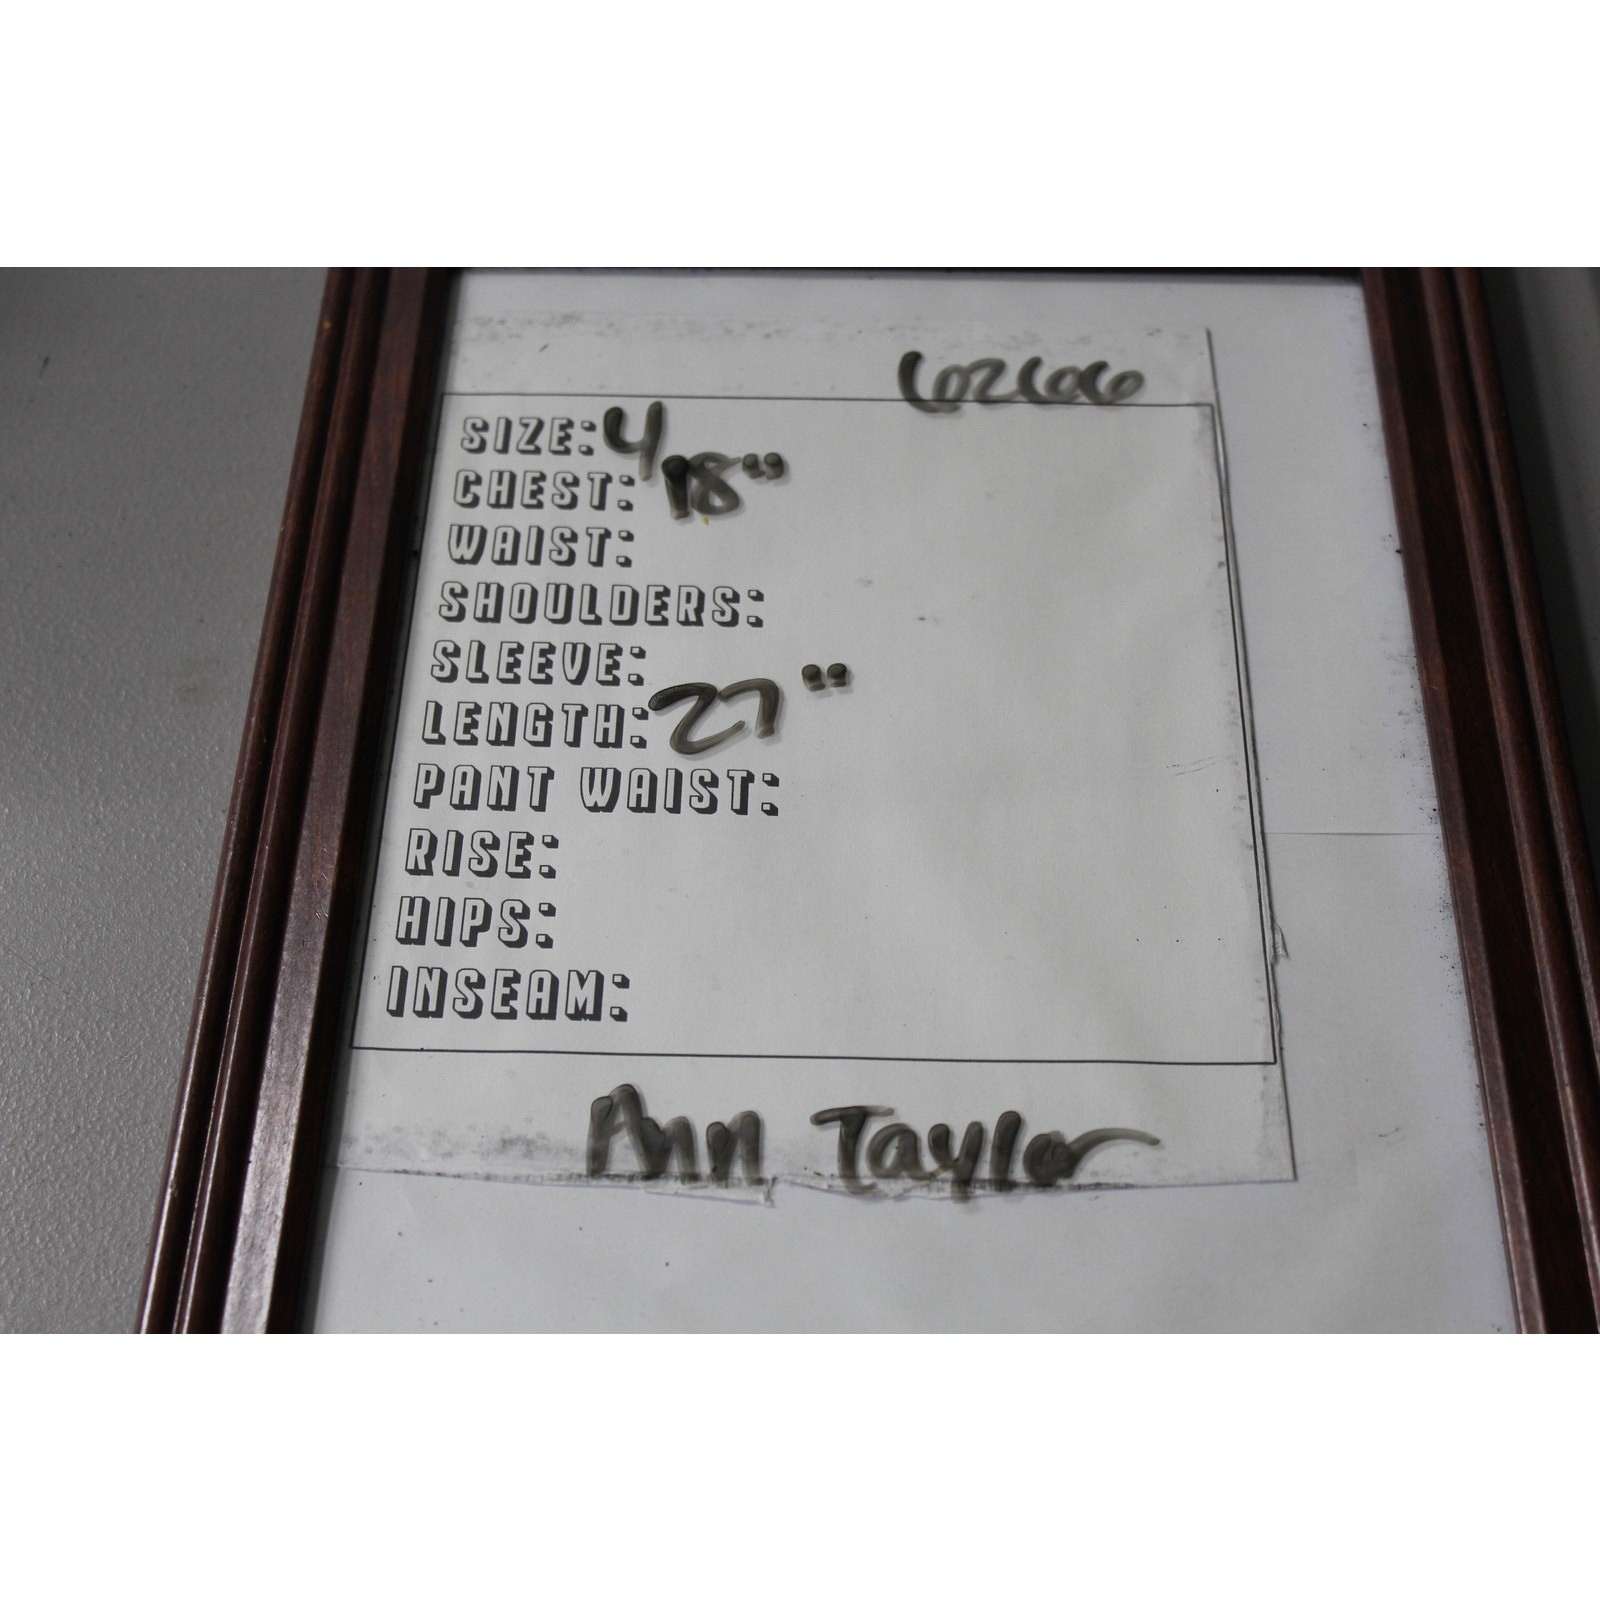 602606
SIZE: 4
CHEST: 18"
WAIST:
SHOULDERS:
SLEEVE:
LENGTH: 27"
PANT WAIST:
RISE:
HIPS:
INSEAM:
Ann Taylor